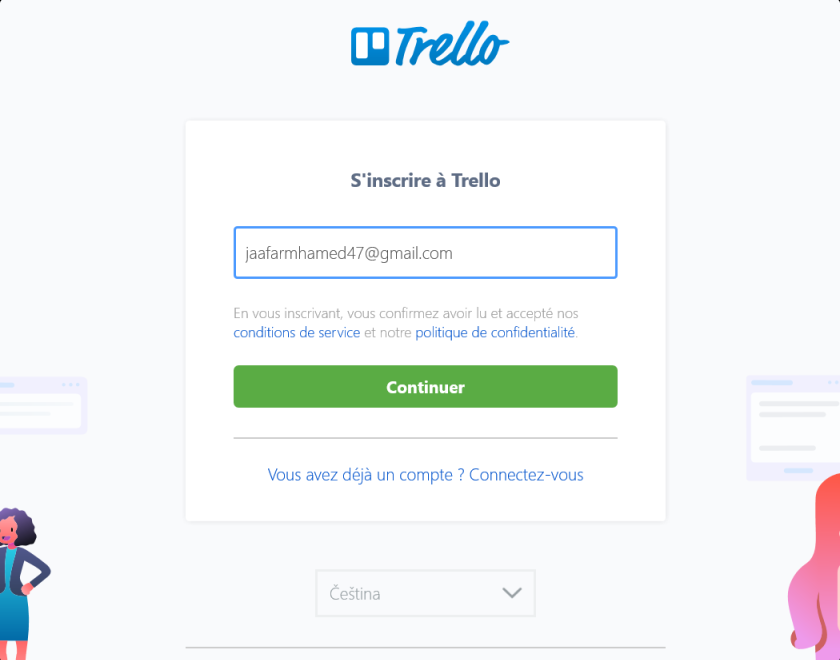 Trello
S'inscrire à Trello
jaafarmhamed47@gmail.com
En vous inscrivant, vous confirmez avoir lu et accepté nos
conditions de service et notre politique de confidentialité.
Continuer
Vous avez déjà un compte ? Connectez-vous
Čeština